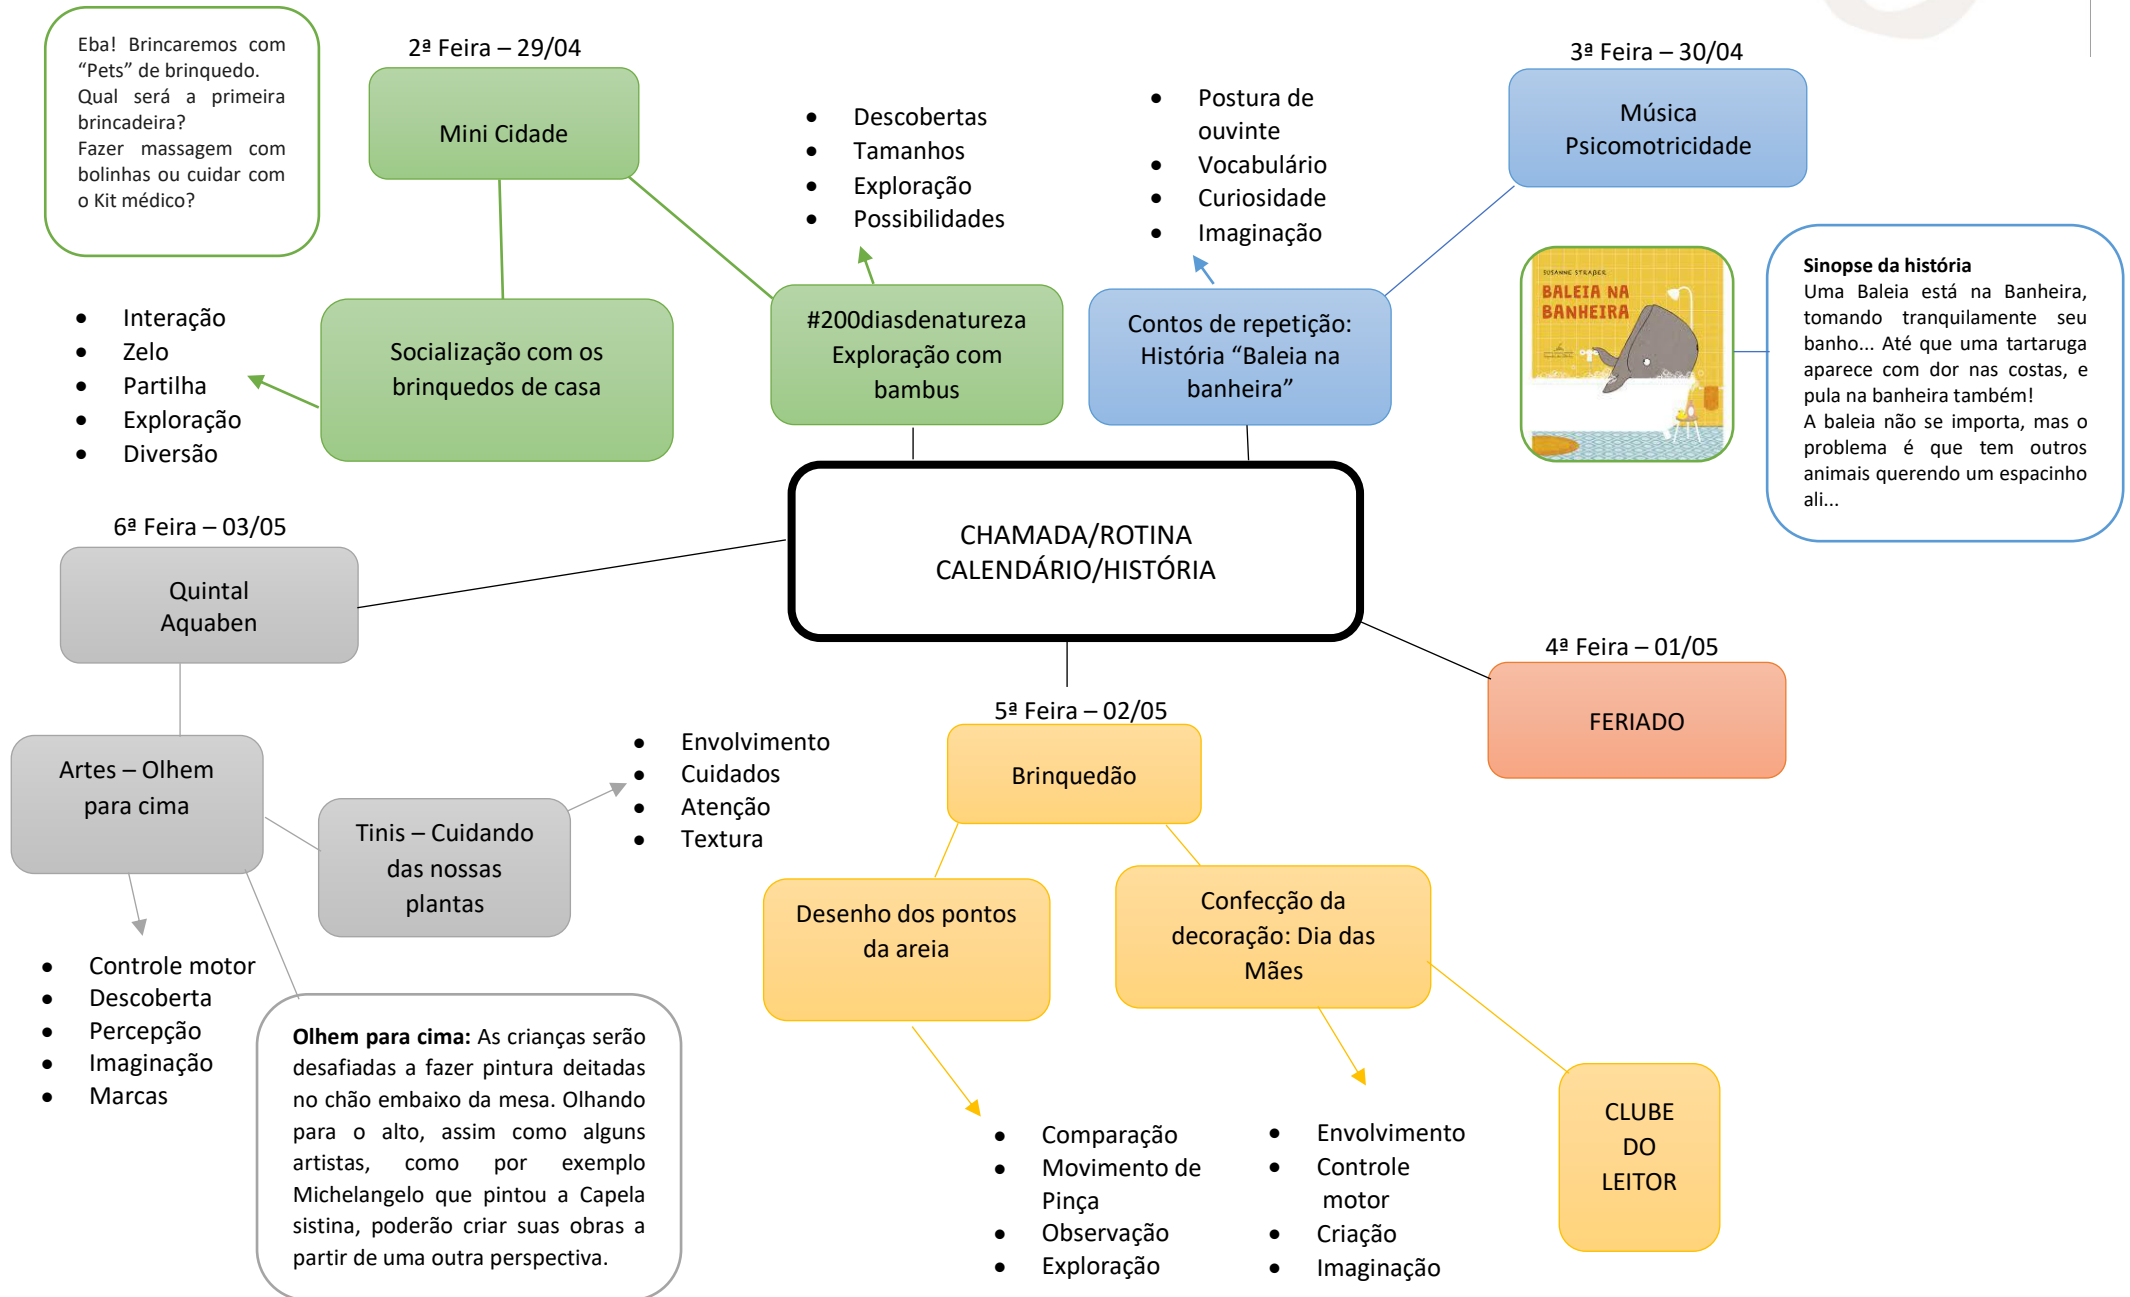 Eba! Brincaremos com
“Pets” de brinquedo.
Qual será a primeira
brincadeira?
Fazer massagem com
bolinhas ou cuidar com
o Kit médico?
2ª Feira – 29/04
Mini Cidade
• Descobertas
• Tamanhos
• Exploração
• Possibilidades
• Postura de
ouvinte
• Vocabulário
• Curiosidade
• Imaginação
3ª Feira – 30/04
Música
Psicomotricidade
• Interação
• Zelo
• Partilha
• Exploração
• Diversão
Socialização com os
brinquedos de casa
#200diasdenatureza
Exploração com
bambus
Contos de repetição:
História “Baleia na
banheira”
SUSANNE STRAßER
BALEIA NA
BANHEIRA
Sinopse da história
Uma Baleia está na Banheira,
tomando tranquilamente seu
banho... Até que uma tartaruga
aparece com dor nas costas, e
pula na banheira também!
A baleia não se importa, mas o
problema é que tem outros
animais querendo um espacinho
ali...
CHAMADA/ROTINA
CALENDÁRIO/HISTÓRIA
6ª Feira – 03/05
Quintal
Aquaben
4ª Feira – 01/05
FERIADO
5ª Feira – 02/05
Brinquedão
Artes – Olhem
para cima
Tinis – Cuidando
das nossas
plantas
• Envolvimento
• Cuidados
• Atenção
• Textura
Desenho dos pontos
da areia
Confecção da
decoração: Dia das
Mães
• Controle motor
• Descoberta
• Percepção
• Imaginação
• Marcas
Olhem para cima: As crianças serão
desafiadas a fazer pintura deitadas
no chão embaixo da mesa. Olhando
para o alto, assim como alguns
artistas, como por exemplo
Michelangelo que pintou a Capela
sistina, poderão criar suas obras a
partir de uma outra perspectiva.
• Comparação
• Movimento de
Pinça
• Observação
• Exploração
• Envolvimento
• Controle
motor
• Criação
• Imaginação
CLUBE
DO
LEITOR